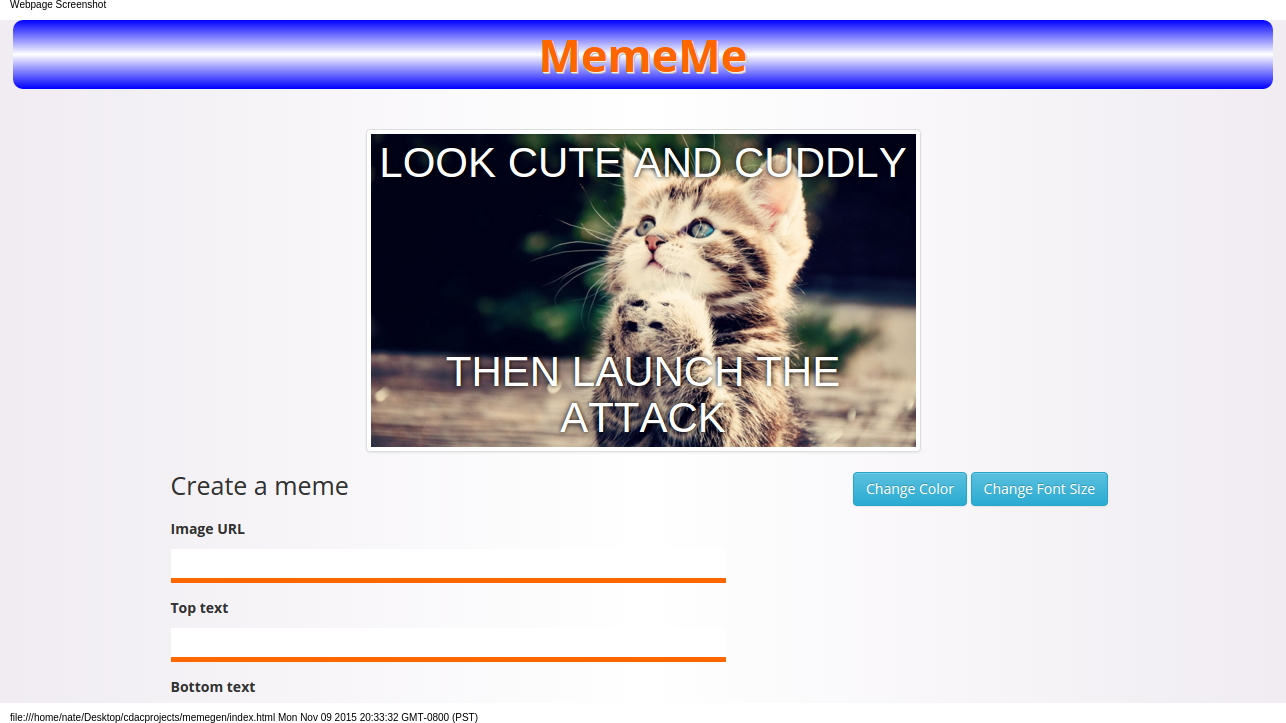 Webpage Screenshot
MemeMe
LOOK CUTE AND CUDDLY
THEN LAUNCH THE
ATTACK
Create a meme
Change Color
Change Font Size
Image URL
Top text
Bottom text
file:///home/nate/Desktop/cdacprojects/memegen/index.html Mon Nov 09 2015 20:33:32 GMT-0800 (PST)